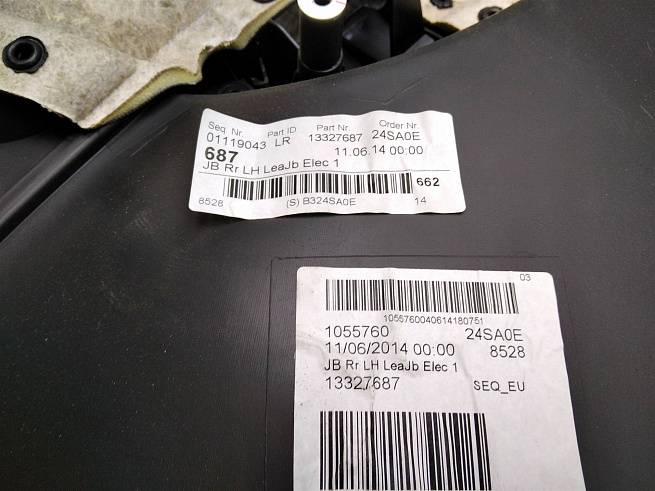 Seq. Nr. Part ID Part Nr. Order Nr.
01119043 LR 13327687 24SA0E
687 11.06.14 00:00
JB Rr LH LeaJb Elec 1
662
8528 (S) B324SA0E 14
03
1055760040614180751
1055760 24SA0E
11/06/2014 00:00 8528
JB Rr LH LeaJb Elec 1
13327687 SEQ_EU